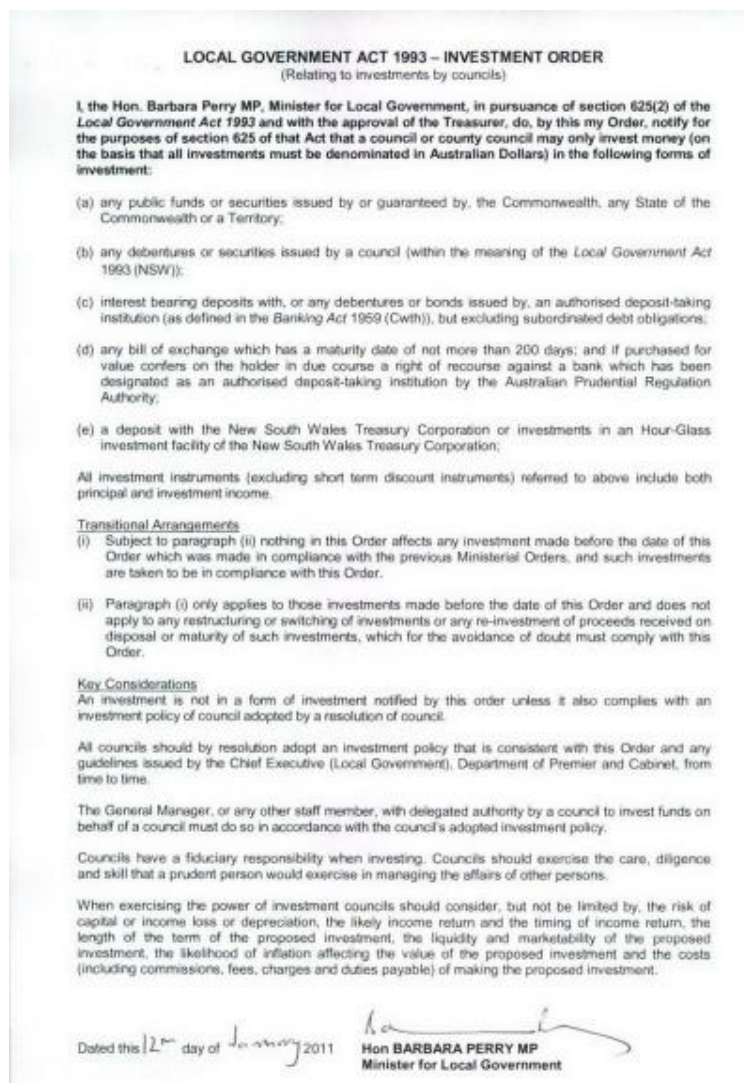 LOCAL GOVERNMENT ACT 1993 – INVESTMENT ORDER
(Relating to investments by councils)
I, the Hon. Barbara Perry MP, Minister for Local Government, in pursuance of section 625(2) of the
Local Government Act 1993 and with the approval of the Treasurer, do, by this my Order, notify for
the purposes of section 625 of that Act that a council or county council may only invest money (on
the basis that all investments must be denominated in Australian Dollars) in the following forms of
investment:
(a) any public funds or securities issued by or guaranteed by, the Commonwealth, any State of the
Commonwealth or a Territory;
(b) any debentures or securities issued by a council (within the meaning of the Local Government Act
1993 (NSW));
(c) interest bearing deposits with, or any debentures or bonds issued by, an authorised deposit-taking
institution (as defined in the Banking Act 1959 (Cwth)), but excluding subordinated debt obligations;
(d) any bill of exchange which has a maturity date of not more than 200 days; and if purchased for
value confers on the holder in due course a right of recourse against a bank which has been
designated as an authorised deposit-taking institution by the Australian Prudential Regulation
Authority;
(e) a deposit with the New South Wales Treasury Corporation or investments in an Hour-Glass
investment facility of the New South Wales Treasury Corporation;
All investment instruments (excluding short term discount instruments) referred to above include both
principal and investment income.
Transitional Arrangements
(i) Subject to paragraph (ii) nothing in this Order affects any investment made before the date of this
Order which was made in compliance with the previous Ministerial Orders, and such investments
are taken to be in compliance with this Order.
(ii) Paragraph (i) only applies to those investments made before the date of this Order and does not
apply to any restructuring or switching of investments or any re-investment of proceeds received on
disposal or maturity of such investments, which for the avoidance of doubt must comply with this
Order.
Key Considerations
An investment is not in a form of investment notified by this order unless it also complies with an
investment policy of council adopted by a resolution of council.
All councils should by resolution adopt an investment policy that is consistent with this Order and any
guidelines issued by the Chief Executive (Local Government), Department of Premier and Cabinet, from
time to time.
The General Manager, or any other staff member, with delegated authority by a council to invest funds on
behalf of a council must do so in accordance with the council's adopted investment policy.
Councils have a fiduciary responsibility when investing. Councils should exercise the care, diligence
and skill that a prudent person would exercise in managing the affairs of other persons.
When exercising the power of investment councils should consider, but not be limited by, the risk of
capital or income loss or depreciation, the likely income return and the timing of income return, the
length of the term of the proposed investment, the liquidity and marketability of the proposed
investment, the likelihood of inflation affecting the value of the proposed investment and the costs
(including commissions, fees, charges and duties payable) of making the proposed investment.
Dated this 12th day of January 2011
Hon BARBARA PERRY MP
Minister for Local Government